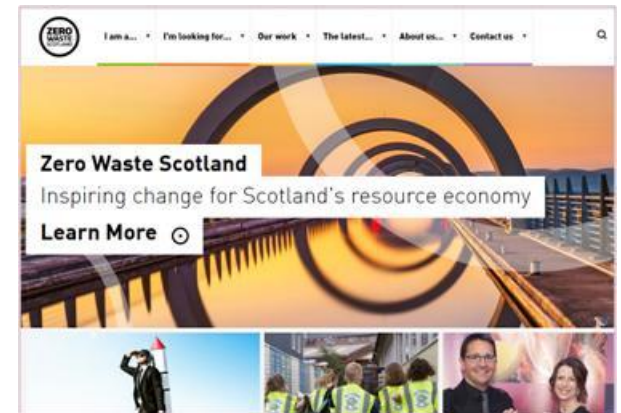 ZERO
WASTE
SCOTLAND
I am a... I'm looking for... Our work The latest... About us... Contact us
Zero Waste Scotland
Inspiring change for Scotland's resource economy
Learn More